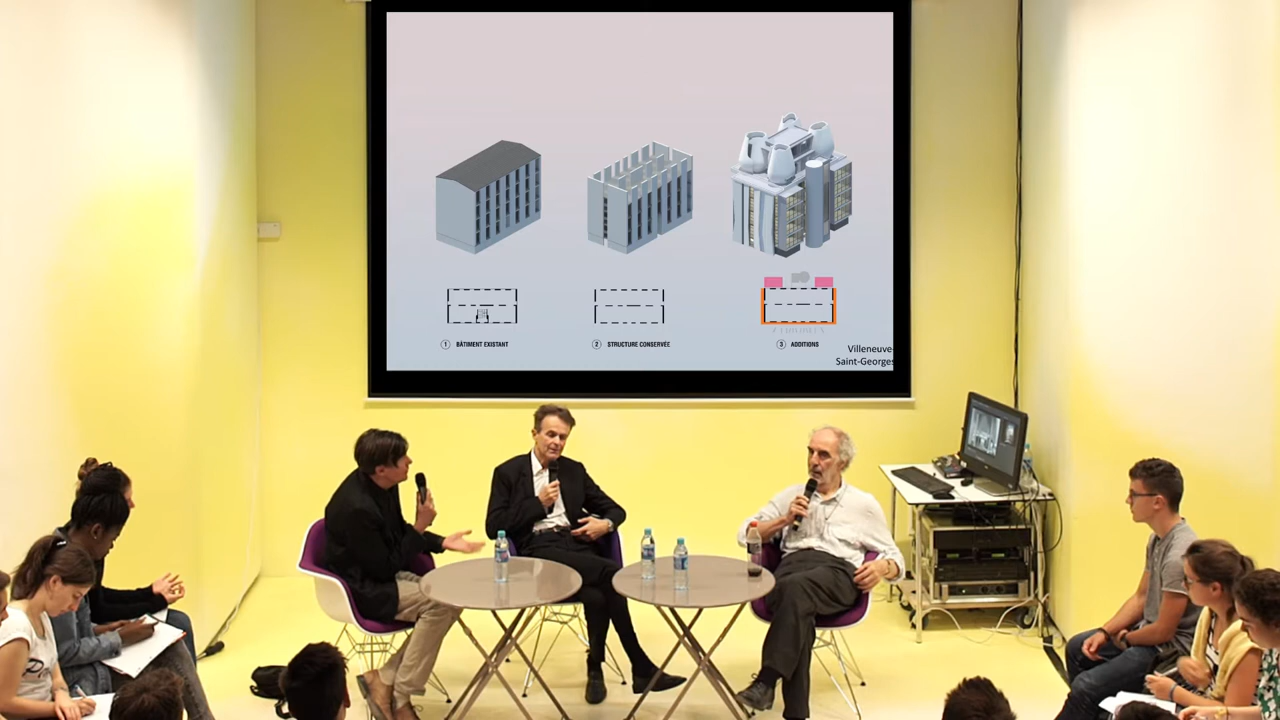 1 BÂTIMENT EXISTANT
2 STRUCTURE CONSERVÉE
3 ADDITIONS
Villeneuve-
Saint-Georges